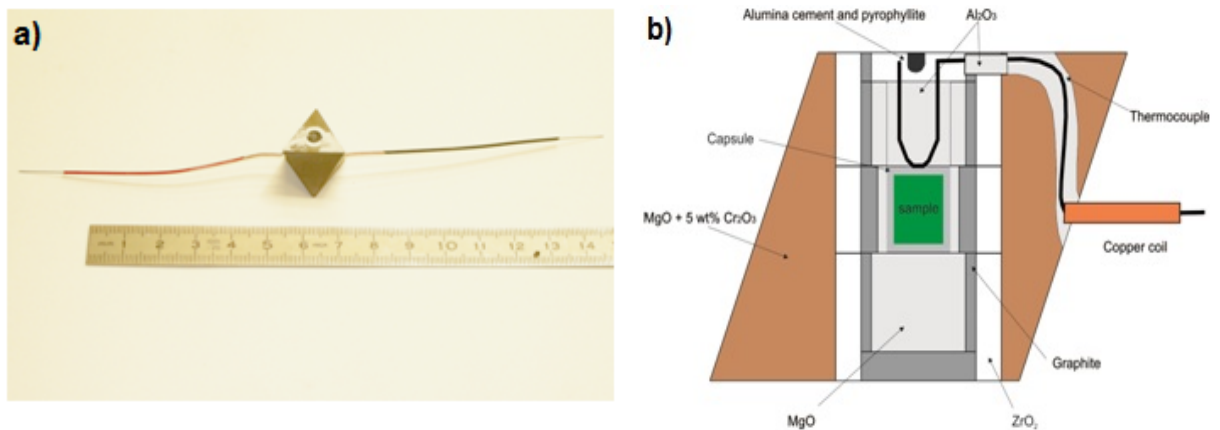 a)
1 2 3 4 5 6 7 8 9 10 11 12 13 14
b)
Alumina cement and pyrophyllite
Al₂O₃
Thermocouple
Capsule
sample
MgO + 5 wt% Cr₂O₃
Copper coil
Graphite
MgO
ZrO₂